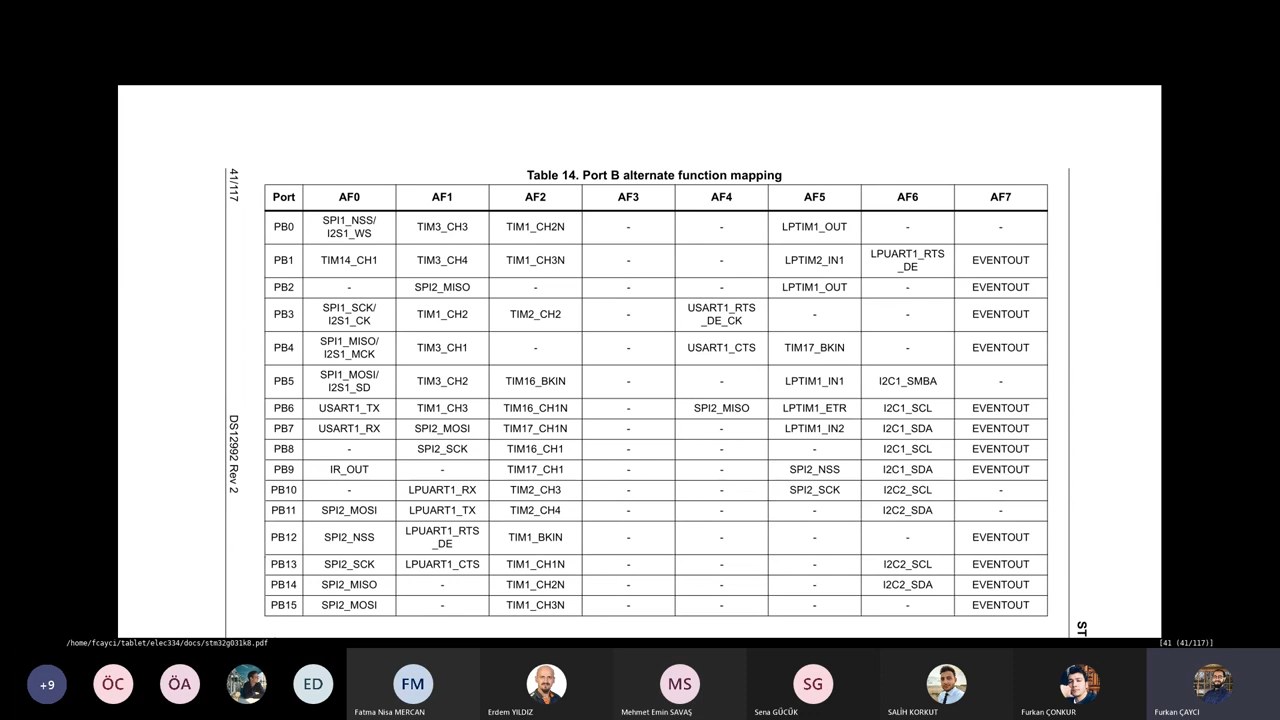 Table 14. Port B alternate function mapping
41/117
Port AF0 AF1 AF2 AF3 AF4 AF5 AF6 AF7
PB0 SPI1_NSS/ I2S1_WS TIM3_CH3 TIM1_CH2N - - LPTIM1_OUT - -
PB1 TIM14_CH1 TIM3_CH4 TIM1_CH3N - - LPTIM2_IN1 LPUART1_RTS _DE EVENTOUT
PB2 - SPI2_MISO - - - LPTIM1_OUT - EVENTOUT
PB3 SPI1_SCK/ I2S1_CK TIM1_CH2 TIM2_CH2 - USART1_RTS _DE_CK - - EVENTOUT
PB4 SPI1_MISO/ I2S1_MCK TIM3_CH1 - - USART1_CTS TIM17_BKIN - EVENTOUT
PB5 SPI1_MOSI/ I2S1_SD TIM3_CH2 TIM16_BKIN - - LPTIM1_IN1 I2C1_SMBA -
PB6 USART1_TX TIM1_CH3 TIM16_CH1N - SPI2_MISO LPTIM1_ETR I2C1_SCL EVENTOUT
PB7 USART1_RX SPI2_MOSI TIM17_CH1N - - LPTIM1_IN2 I2C1_SDA EVENTOUT
PB8 - SPI2_SCK TIM16_CH1 - - - I2C1_SCL EVENTOUT
PB9 IR_OUT - TIM17_CH1 - - SPI2_NSS I2C1_SDA EVENTOUT
PB10 - LPUART1_RX TIM2_CH3 - - SPI2_SCK I2C2_SCL -
PB11 SPI2_MOSI LPUART1_TX TIM2_CH4 - - - I2C2_SDA -
PB12 SPI2_NSS LPUART1_RTS _DE TIM1_BKIN - - - - EVENTOUT
PB13 SPI2_SCK LPUART1_CTS TIM1_CH1N - - - I2C2_SCL EVENTOUT
PB14 SPI2_MISO - TIM1_CH2N - - - I2C2_SDA EVENTOUT
PB15 SPI2_MOSI - TIM1_CH3N - - - - EVENTOUT
DS12992 Rev 2
ST
/home/fcayci/tablet/elec334/docs/stm32g031k8.pdf
[41 (41/117)]
+9 ÖC ÖA ED FM MS SG
Fatma Nisa MERCAN Erdem YILDIZ Mehmet Emin SAVAŞ Sena GÜCÜK SALİH KORKUT Furkan ÇONKUR Furkan ÇAYCI